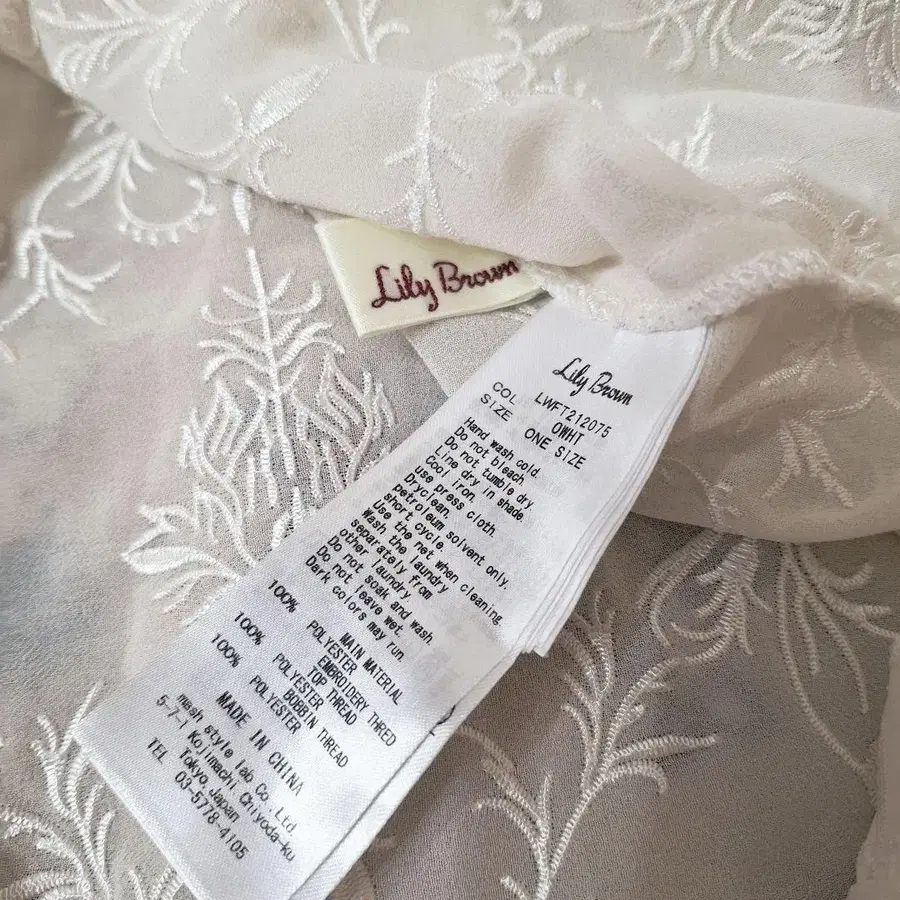 Lily Brown
Lily Brown
LWFT212075
COL OWHT
SIZE ONE SIZE
Hand wash cold.
Do not bleach.
Do not tumble dry.
Line dry in shade.
Cool iron,
use press cloth.
Dryclean,
petroleum solvent only.
short cycle.
Use the net when cleaning.
Wash the laundry
separately from
other laundry.
Do not soak and wash.
Do not leave wet.
Dark colors may run.
MAIN MATERIAL
100% POLYESTER
EMBROIDERY THRED
TOP THREAD
100% POLYESTER
BOBBIN THREAD
100% POLYESTER
MADE IN CHINA
mash style lab Co.,Ltd.
5-7-1 Kojimachi Chiyoda-ku
Tokyo,Japan
TEL 03-5778-4105